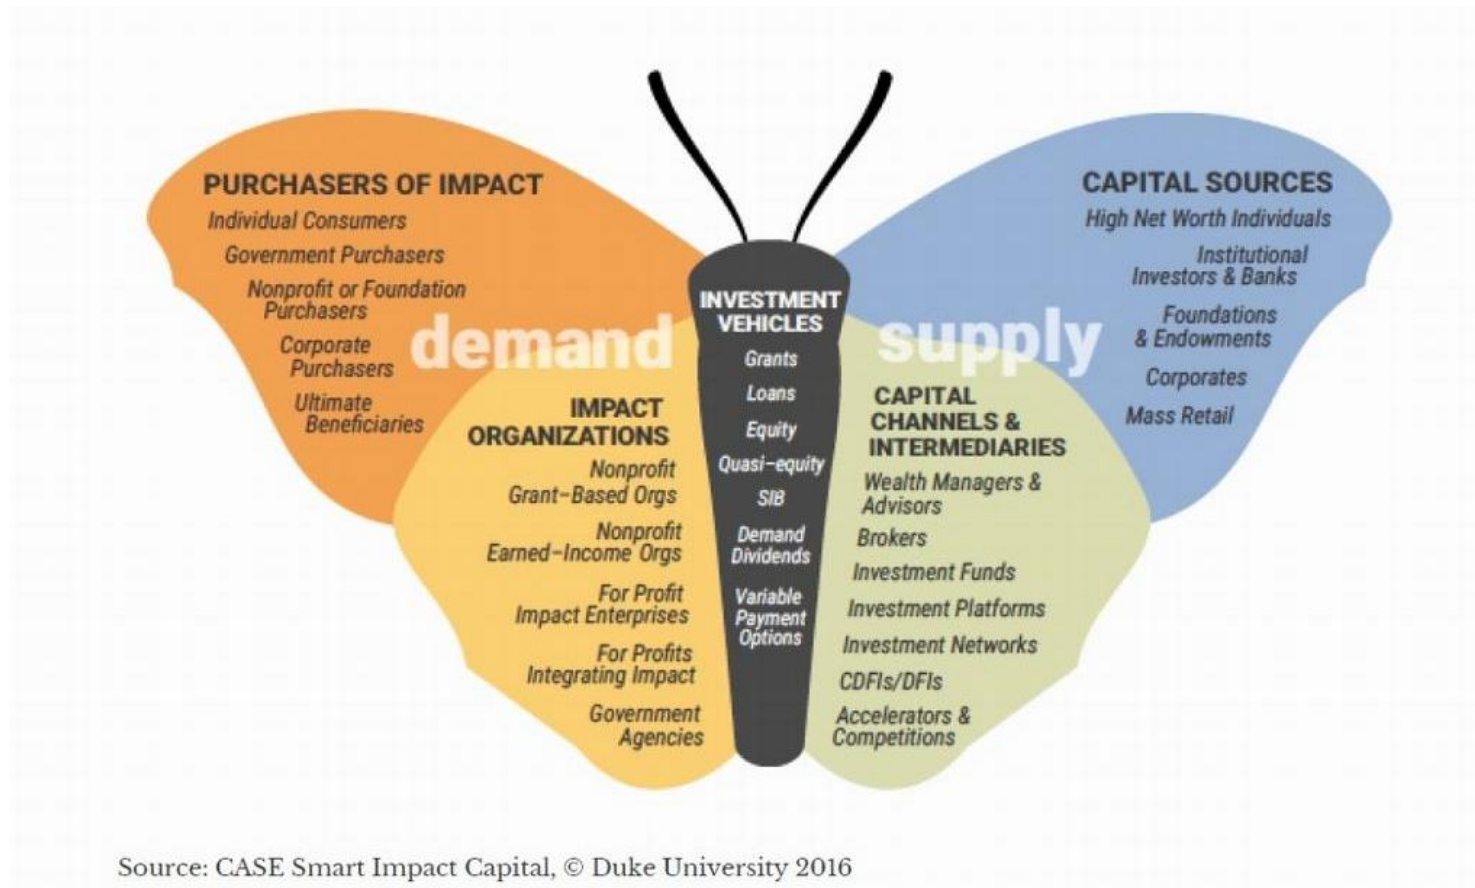 PURCHASERS OF IMPACT
Individual Consumers
Government Purchasers
Nonprofit or Foundation
Purchasers
Corporate
Purchasers
Ultimate
Beneficiaries
demand
IMPACT
ORGANIZATIONS
Nonprofit
Grant-Based Orgs
Nonprofit
Earned-Income Orgs
For Profit
Impact Enterprises
For Profits
Integrating Impact
Government
Agencies
INVESTMENT
VEHICLES
Grants
Loans
Equity
Quasi-equity
SIB
Demand
Dividends
Variable
Payment
Options
supply
CAPITAL
CHANNELS &
INTERMEDIARIES
Wealth Managers &
Advisors
Brokers
Investment Funds
Investment Platforms
Investment Networks
CDFIs/DFIs
Accelerators &
Competitions
CAPITAL SOURCES
High Net Worth Individuals
Institutional
Investors & Banks
Foundations
& Endowments
Corporates
Mass Retail
Source: CASE Smart Impact Capital, © Duke University 2016